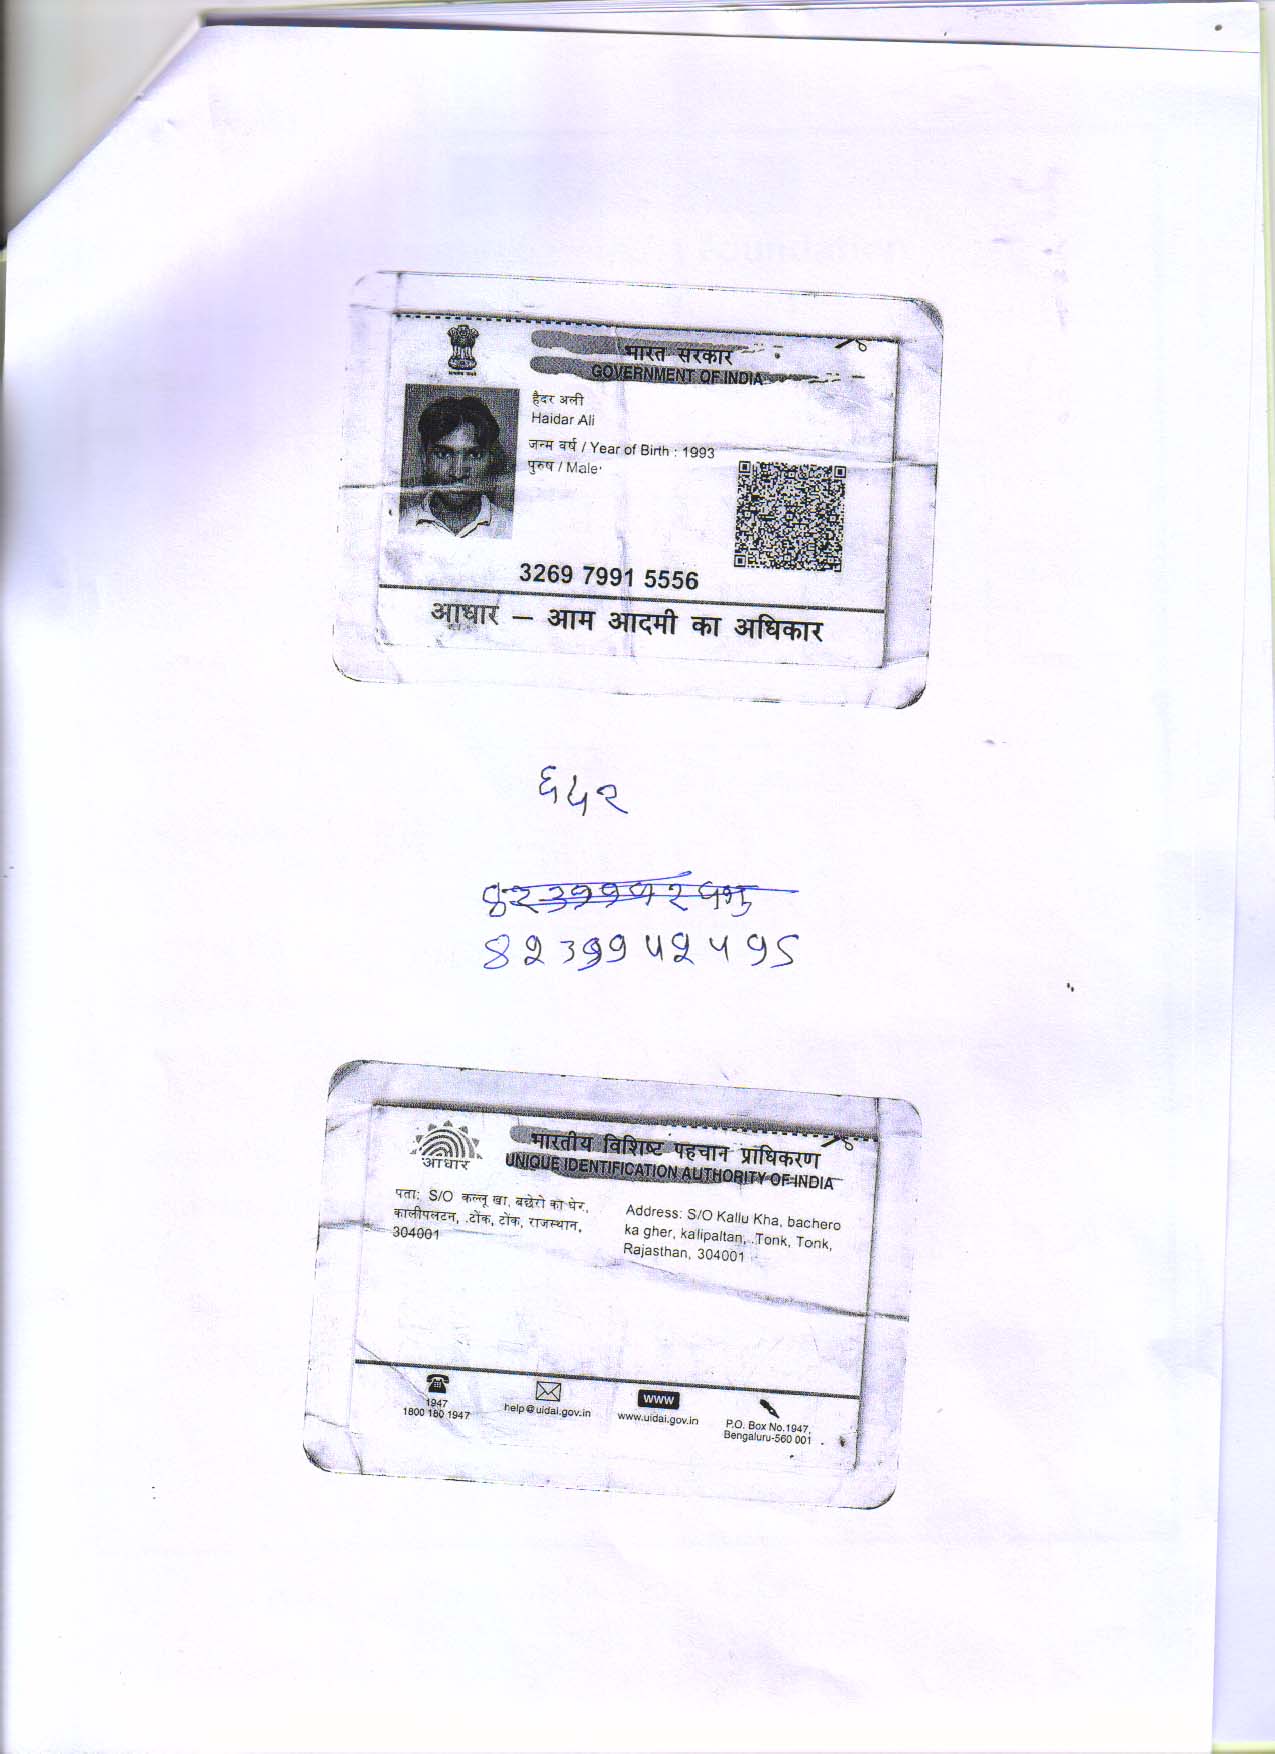 भारत सरकार
GOVERNMENT OF INDIA
हैदर अली
Haidar Ali
जन्म वर्ष / Year of Birth : 1993
पुरुष / Male
3269 7991 5556
आधार – आम आदमी का अधिकार
६५२
आधार
भारतीय विशिष्ट पहचान प्राधिकरण
UNIQUE IDENTIFICATION AUTHORITY OF INDIA
पता: S/O कल्लू खा, बछेरो का घेर,
कालीपलटन, .टोंक, टोंक, राजस्थान,
304001
Address: S/O Kallu Kha, bachero
ka gher, kalipaltan, .Tonk, Tonk,
Rajasthan, 304001
1947
1800 180 1947
help@uidai.gov.in
www
www.uidai.gov.in
P.O. Box No.1947,
Bengaluru-560 001